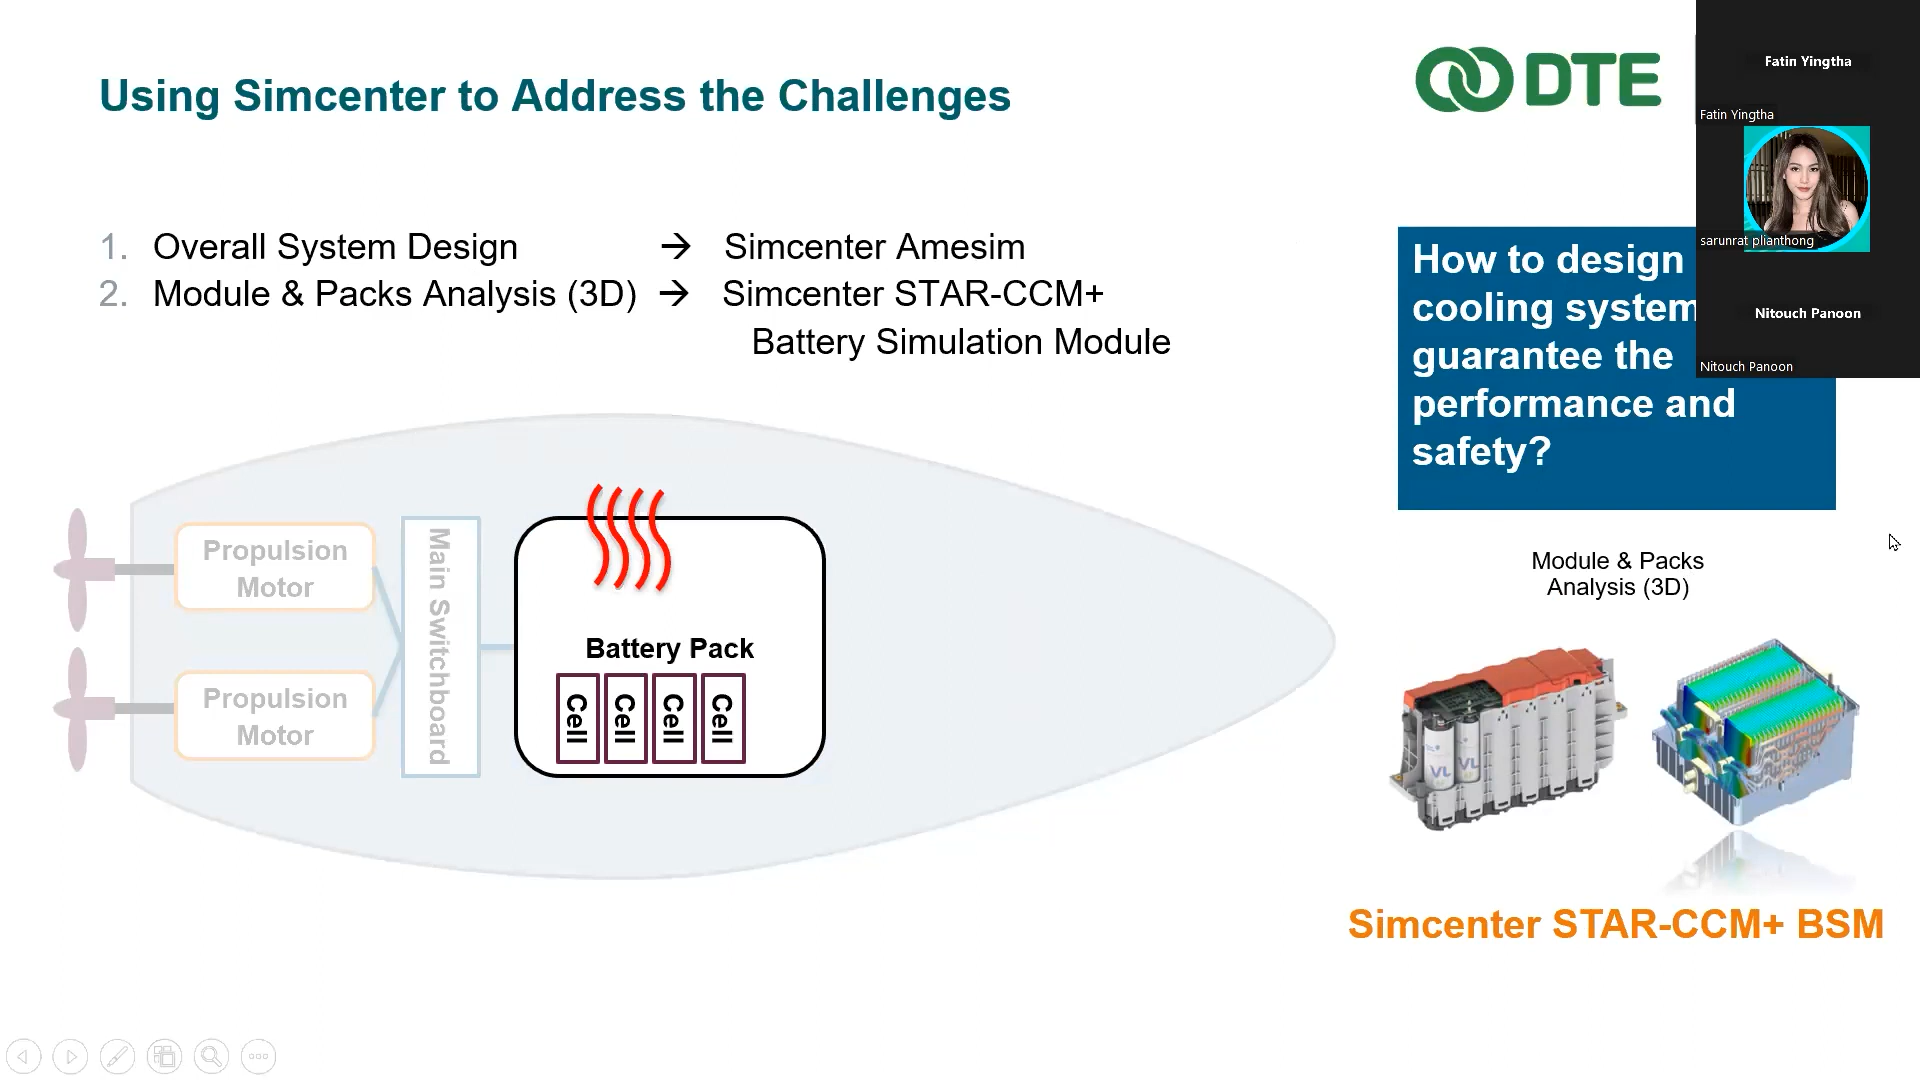 Using Simcenter to Address the Challenges
DTE
1. Overall System Design → Simcenter Amesim
2. Module & Packs Analysis (3D) → Simcenter STAR-CCM+
Battery Simulation Module
How to design
cooling system
guarantee the
performance and
safety?
Fatin Yingtha
Fatin Yingtha
sarunrat plianthong
Nitouch Panoon
Nitouch Panoon
Propulsion
Motor
Propulsion
Motor
Main Switchboard
Battery Pack
Cell
Cell
Cell
Cell
Module & Packs
Analysis (3D)
VL
VL
Simcenter STAR-CCM+ BSM